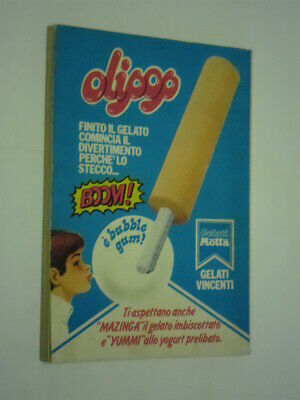 olipop
FINITO IL GELATO
COMINCIA IL
DIVERTIMENTO
PERCHE' LO
STECCO...
BOOM!
è bubble
gum!
Gelati
Motta
GELATI
VINCENTI
Ti aspettano anche
"MAZINGA" il gelato imbiscottato
e "YUMMI" allo yogurt prelibato.